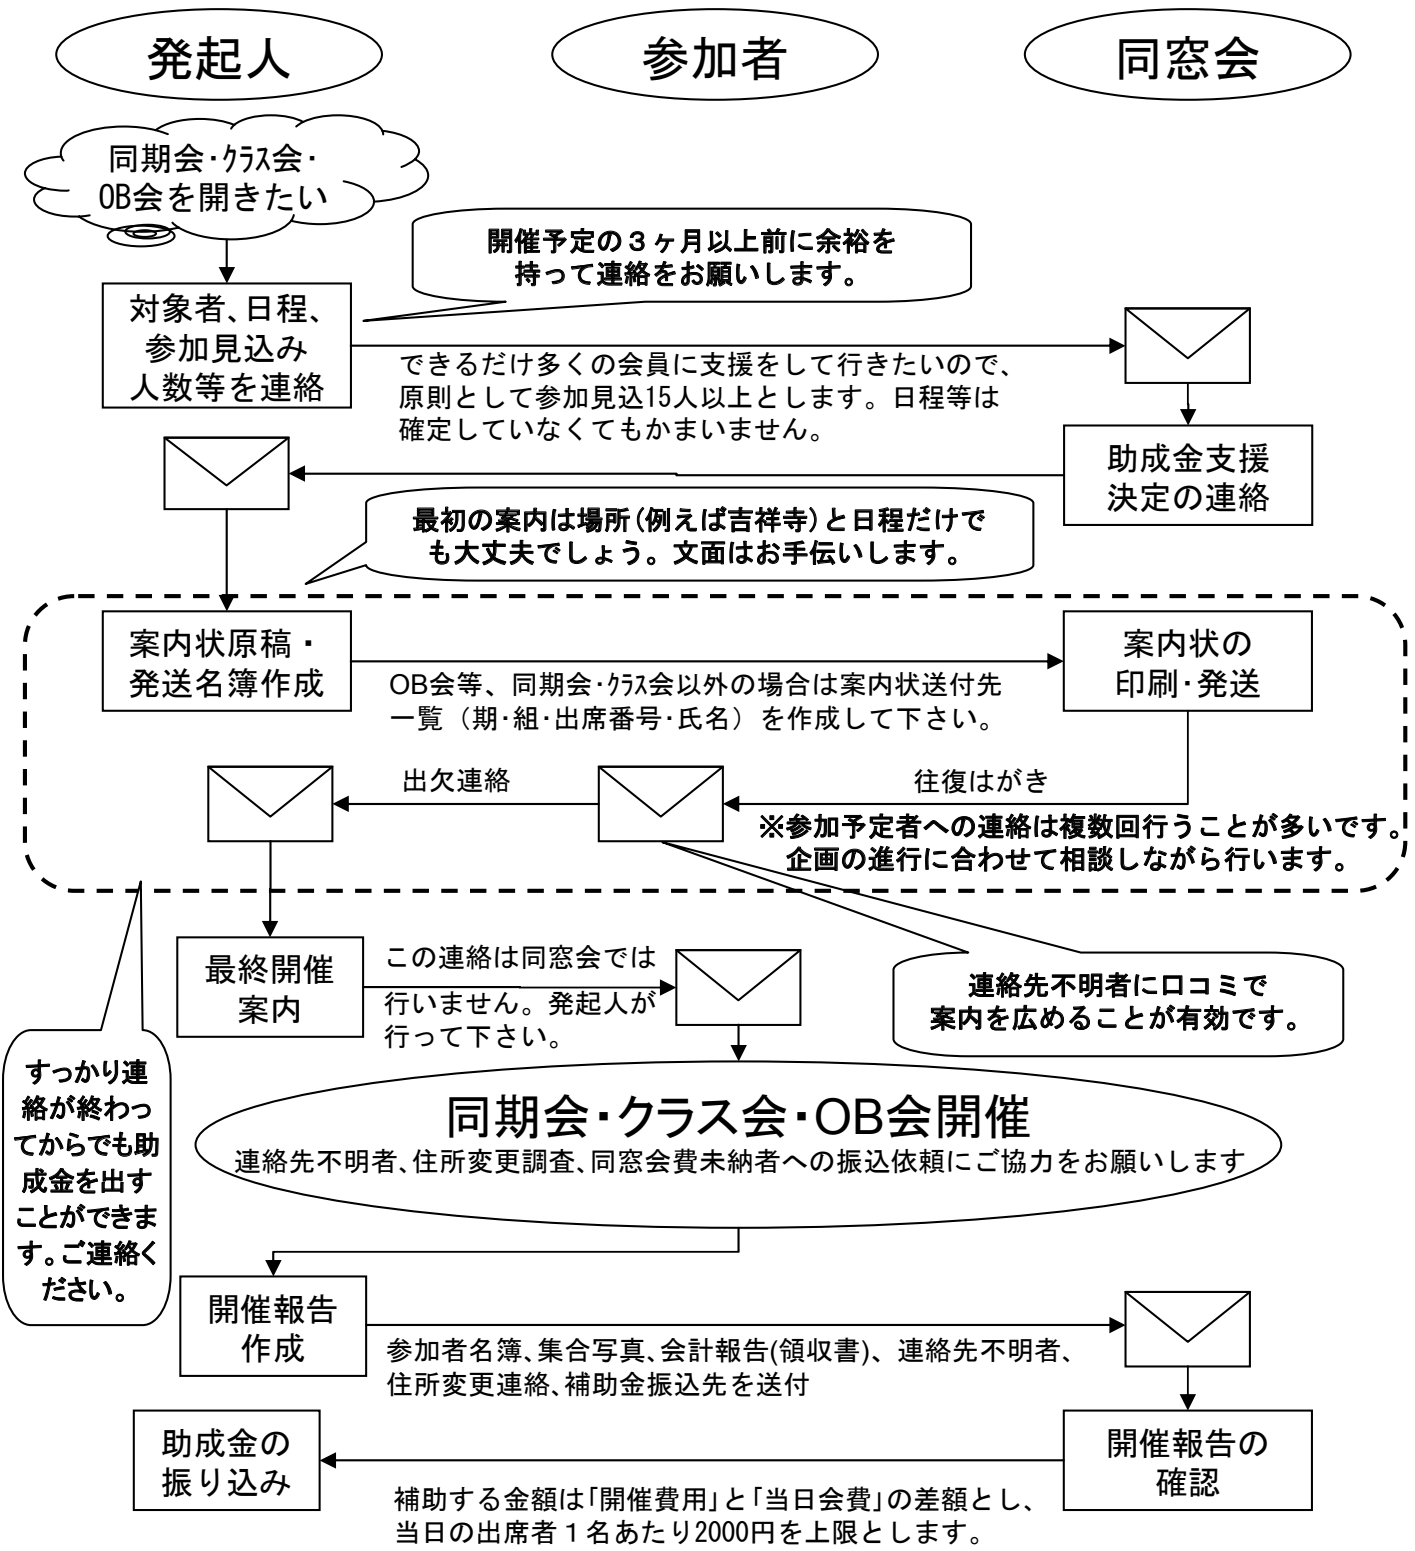 発起人
参加者
同窓会
同期会・クラス会・
OB会を開きたい
開催予定の３ヶ月以上前に余裕を
持って連絡をお願いします。
対象者、日程、
参加見込み
人数等を連絡
できるだけ多くの会員に支援をして行きたいので、
原則として参加見込15人以上とします。日程等は
確定していなくてもかまいません。
助成金支援
決定の連絡
最初の案内は場所(例えば吉祥寺)と日程だけで
も大丈夫でしょう。文面はお手伝いします。
案内状原稿・
発送名簿作成
案内状の
印刷・発送
OB会等、同期会・クラス会以外の場合は案内状送付先
一覧（期・組・出席番号・氏名）を作成して下さい。
出欠連絡
往復はがき
※参加予定者への連絡は複数回行うことが多いです。
企画の進行に合わせて相談しながら行います。
最終開催
案内
この連絡は同窓会では
行いません。発起人が
行って下さい。
連絡先不明者に口コミで
案内を広めることが有効です。
すっかり連
絡が終わっ
てからでも助
成金を出す
ことができま
す。ご連絡く
ださい。
同期会・クラス会・OB会開催
連絡先不明者、住所変更調査、同窓会費未納者への振込依頼にご協力をお願いします
開催報告
作成
参加者名簿、集合写真、会計報告(領収書)、連絡先不明者、
住所変更連絡、補助金振込先を送付
助成金の
振り込み
開催報告の
確認
補助する金額は「開催費用」と「当日会費」の差額とし、
当日の出席者１名あたり2000円を上限とします。